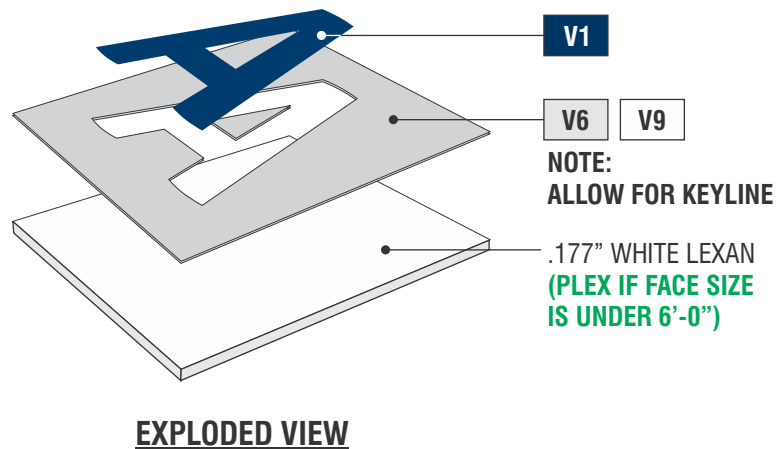 A
V1
V6 V9
NOTE:
ALLOW FOR KEYLINE
.177” WHITE LEXAN
(PLEX IF FACE SIZE
IS UNDER 6’-0”)
EXPLODED VIEW